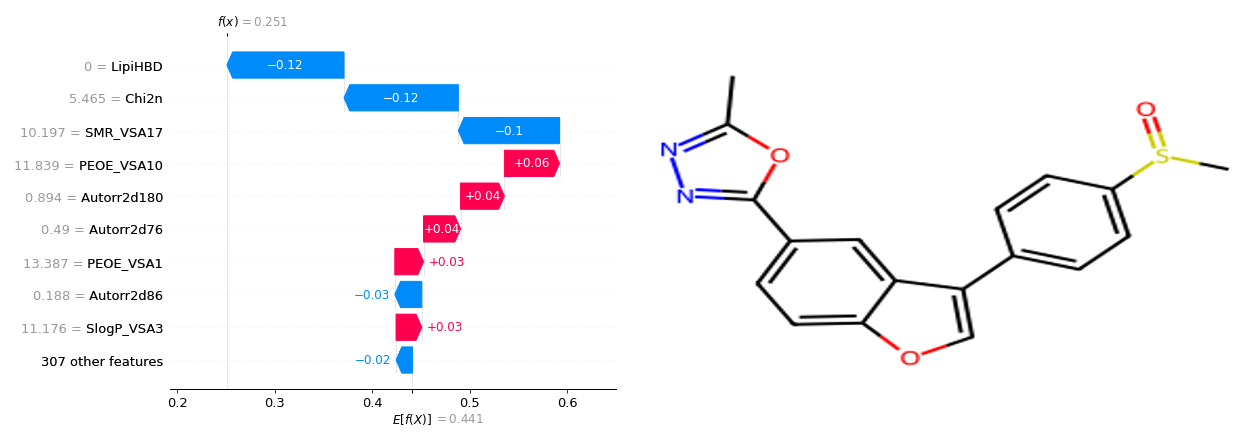 f(x) = 0.251
0 = LipiHBD
−0.12
5.465 = Chi2n
−0.12
10.197 = SMR_VSA17
−0.1
11.839 = PEOE_VSA10
+0.06
0.894 = Autorr2d180
+0.04
0.49 = Autorr2d76
+0.04
13.387 = PEOE_VSA1
+0.03
0.188 = Autorr2d86
−0.03
11.176 = SlogP_VSA3
+0.03
307 other features
−0.02
0.2 0.3 0.4 0.5 0.6
E[f(X)] = 0.441
O
N
O
S
N
O